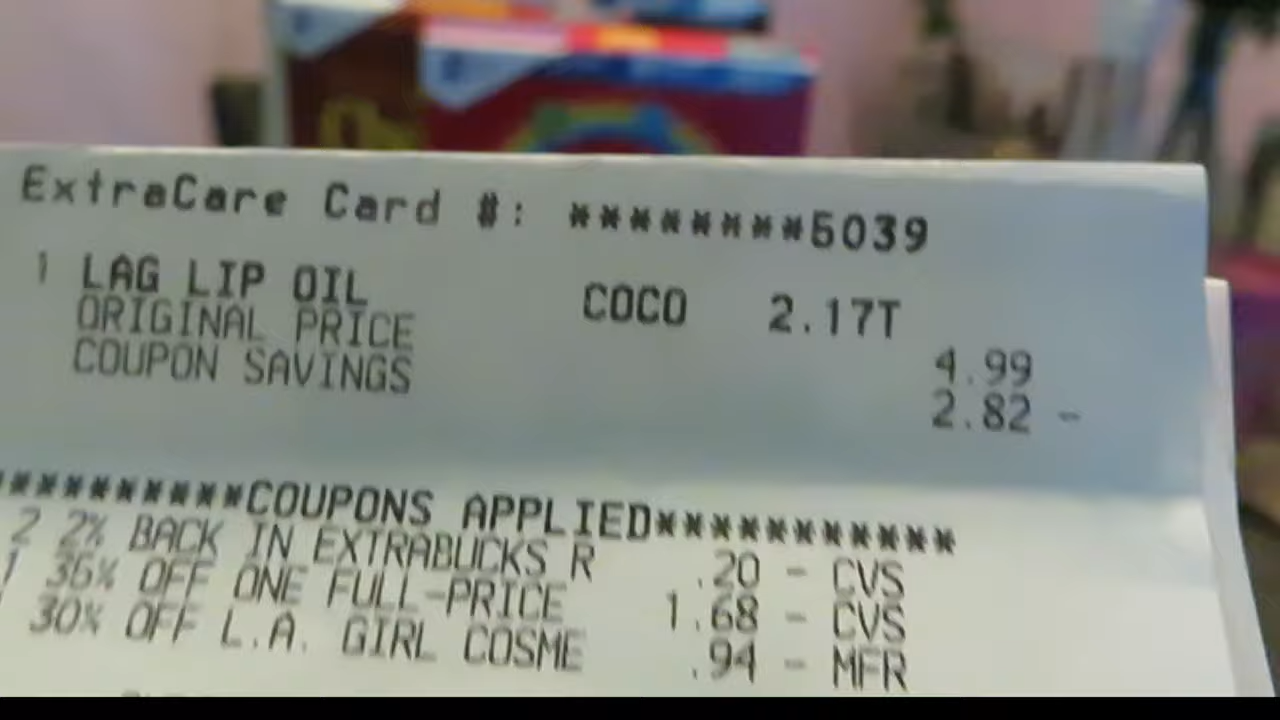 ExtraCare Card #: ********5039
1 LAG LIP OIL COCO 2.17T
ORIGINAL PRICE 4.99
COUPON SAVINGS 2.82 -
*********COUPONS APPLIED***********
2 2% BACK IN EXTRABUCKS R .20 - CVS
1 36% OFF ONE FULL-PRICE 1.68 - CVS
30% OFF L.A. GIRL COSME .94 - MFR